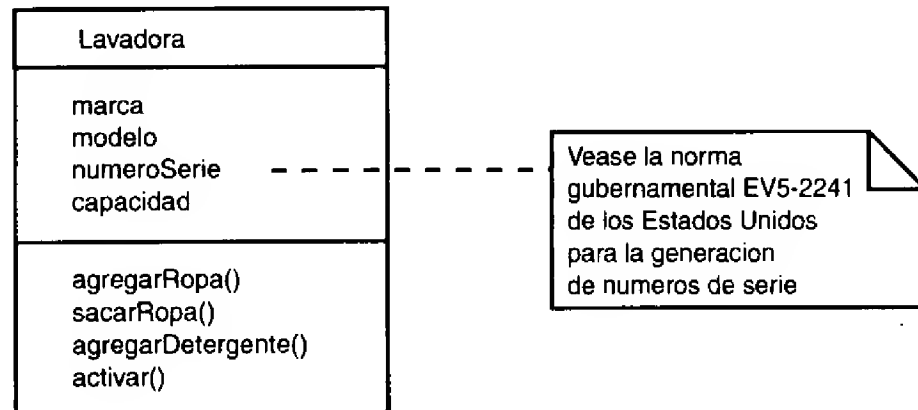 Lavadora
marca
modelo
numeroSerie
capacidad
agregarRopa()
sacarRopa()
agregarDetergente()
activar()
Vease la norma
gubernamental EV5-2241
de los Estados Unidos
para la generacion
de numeros de serie